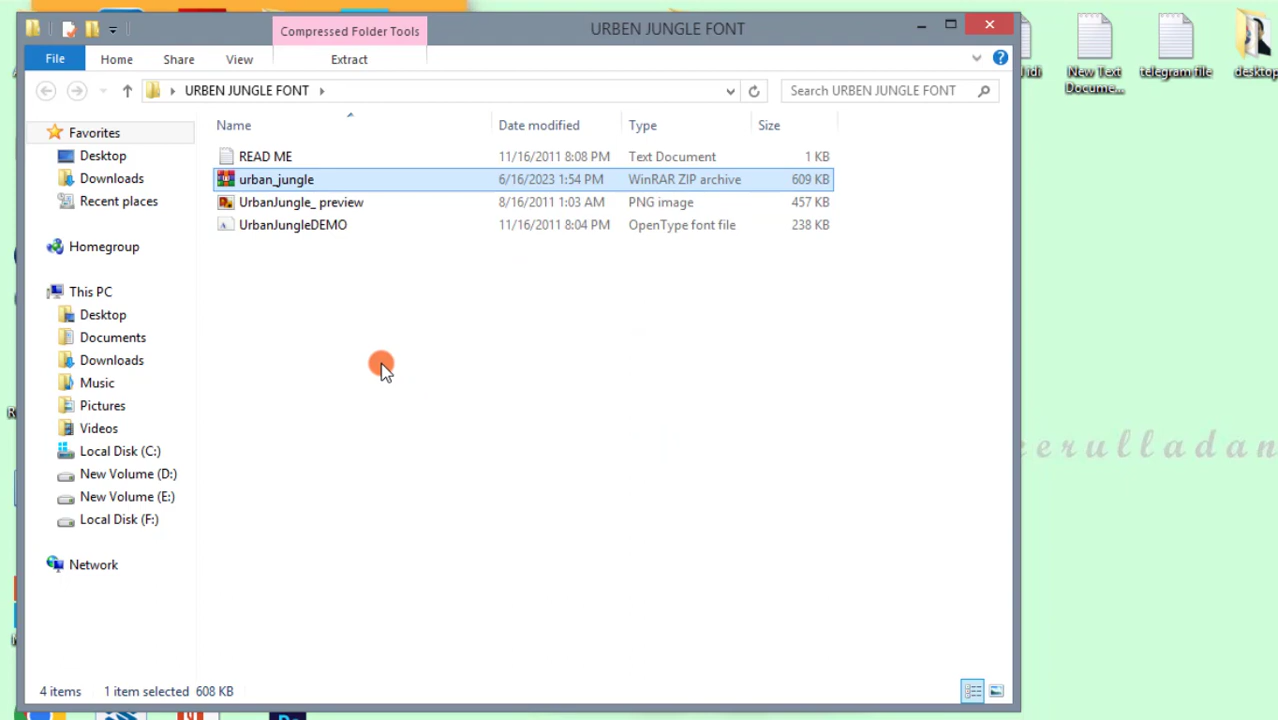 Compressed Folder Tools
URBEN JUNGLE FONT
File
Home
Share
View
Extract
URBEN JUNGLE FONT
Search URBEN JUNGLE FONT
Name
Date modified
Type
Size
Favorites
Desktop
Downloads
Recent places
Homegroup
This PC
Desktop
Documents
Downloads
Music
Pictures
Videos
Local Disk (C:)
New Volume (D:)
New Volume (E:)
Local Disk (F:)
Network
READ ME 11/16/2011 8:08 PM Text Document 1 KB
urban_jungle 6/16/2023 1:54 PM WinRAR ZIP archive 609 KB
UrbanJungle_ preview 8/16/2011 1:03 AM PNG image 457 KB
UrbanJungleDEMO 11/16/2011 8:04 PM OpenType font file 238 KB
4 items 1 item selected 608 KB
New Text
Docume...
telegram file
desktop
erulladan